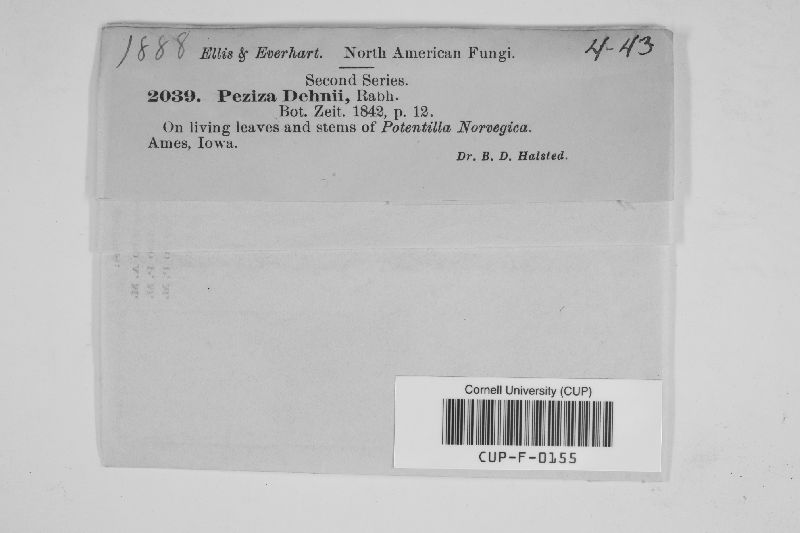 1888 Ellis & Everhart. North American Fungi. 4-43
Second Series.
2039. Peziza Dehnii, Rabh.
Bot. Zeit. 1842, p. 12.
On living leaves and stems of Potentilla Norvegica.
Ames, Iowa.
Dr. B. D. Halsted.
Cornell University (CUP)
CUP-F-0155